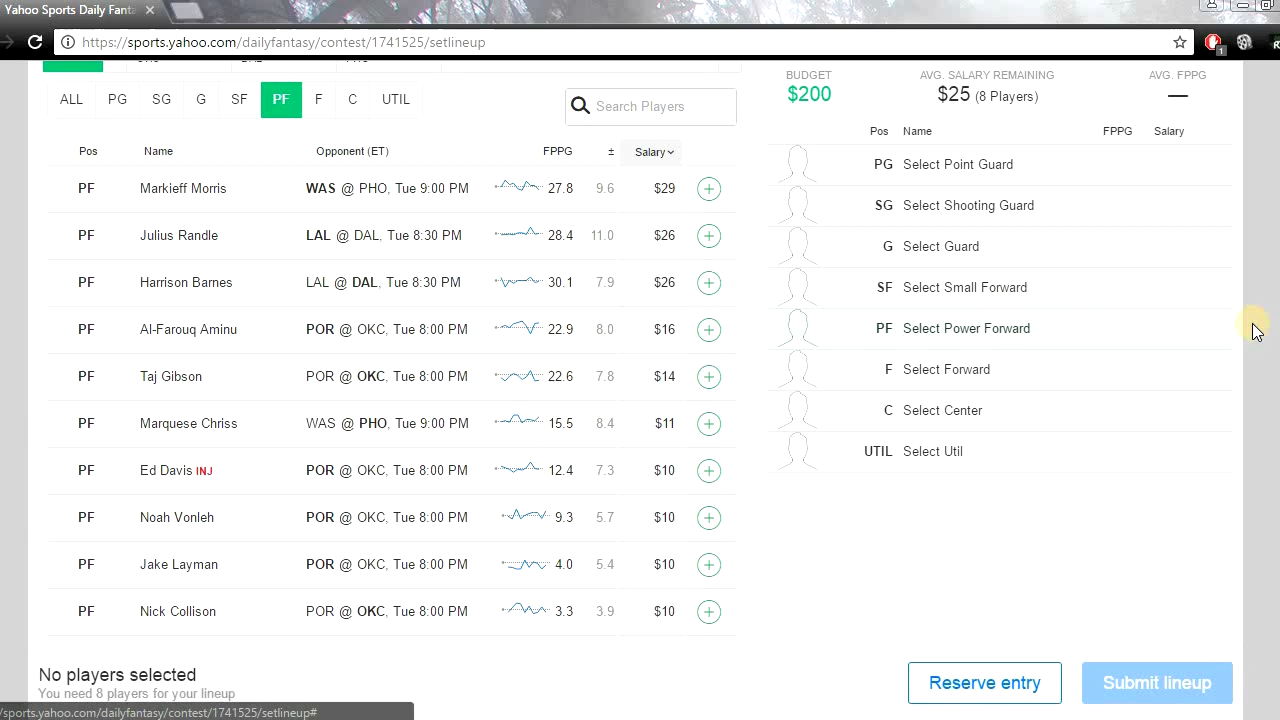 Yahoo Sports Daily Fanta
https://sports.yahoo.com/dailyfantasy/contest/1741525/setlineup
1
ALL PG SG G SF PF F C UTIL
Search Players
Pos Name Opponent (ET) FPPG ± Salary
PF Markieff Morris WAS @ PHO, Tue 9:00 PM 27.8 9.6 $29
PF Julius Randle LAL @ DAL, Tue 8:30 PM 28.4 11.0 $26
PF Harrison Barnes LAL @ DAL, Tue 8:30 PM 30.1 7.9 $26
PF Al-Farouq Aminu POR @ OKC, Tue 8:00 PM 22.9 8.0 $16
PF Taj Gibson POR @ OKC, Tue 8:00 PM 22.6 7.8 $14
PF Marquese Chriss WAS @ PHO, Tue 9:00 PM 15.5 8.4 $11
PF Ed Davis INJ POR @ OKC, Tue 8:00 PM 12.4 7.3 $10
PF Noah Vonleh POR @ OKC, Tue 8:00 PM 9.3 5.7 $10
PF Jake Layman POR @ OKC, Tue 8:00 PM 4.0 5.4 $10
PF Nick Collison POR @ OKC, Tue 8:00 PM 3.3 3.9 $10
BUDGET AVG. SALARY REMAINING AVG. FPPG
$200 $25 (8 Players) —
Pos Name FPPG Salary
PG Select Point Guard
SG Select Shooting Guard
G Select Guard
SF Select Small Forward
PF Select Power Forward
F Select Forward
C Select Center
UTIL Select Util
No players selected
You need 8 players for your lineup
Reserve entry Submit lineup
/sports.yahoo.com/dailyfantasy/contest/1741525/setlineup#